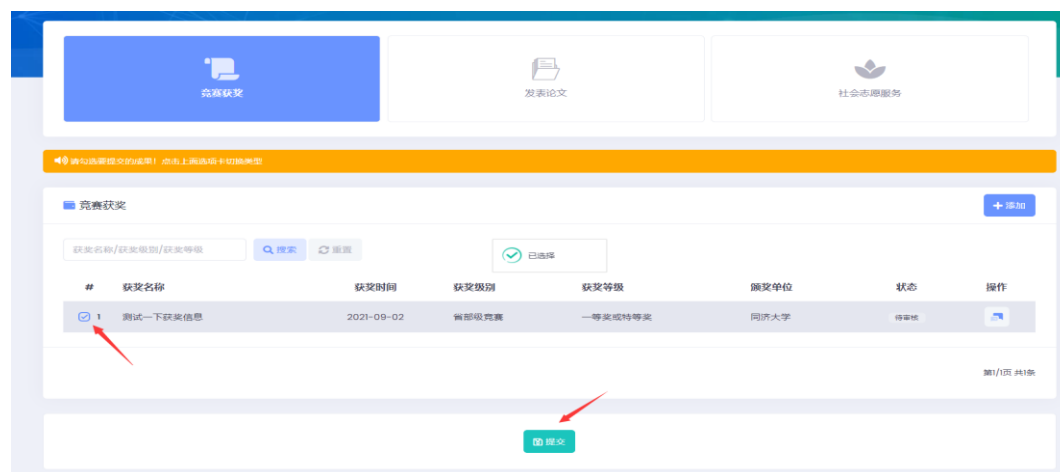 竞赛获奖
发表论文
社会志愿服务
请勾选要提交的成果！点击上面选项卡切换类型
竞赛获奖
+ 添加
获奖名称/获奖级别/获奖等级
搜索
重置
已选择
# 获奖名称 获奖时间 获奖级别 获奖等级 颁奖单位 状态 操作
1 测试一下获奖信息 2021-09-02 省部级竞赛 一等奖或特等奖 同济大学 待审核
第1/1页 共1条
提交